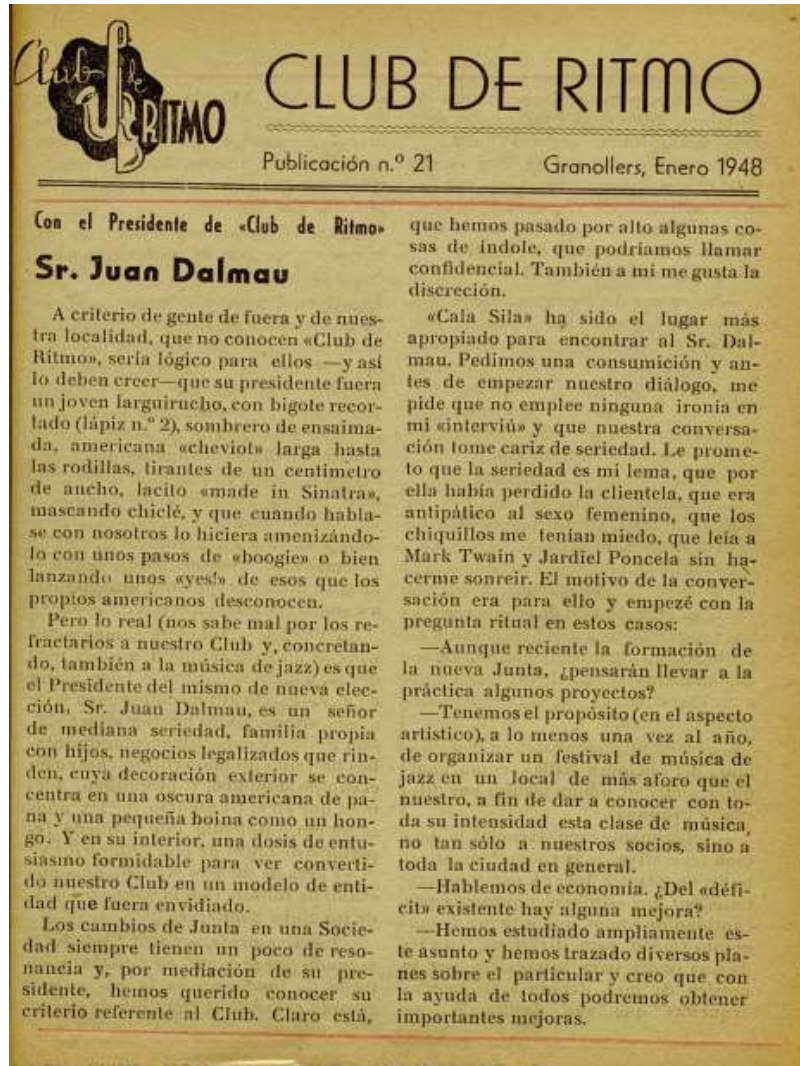 Club de
RITMO
CLUB DE RITMO
Publicación n.º 21
Granollers, Enero 1948
Con el Presidente de «Club de Ritmo»
Sr. Juan Dalmau
A criterio de gente de fuera y de nues-
tra localidad, que no conocen «Club de
Ritmo», sería lógico para ellos —y así
lo deben creer—que su presidente fuera
un joven larguirucho, con bigote recor-
tado (lápiz n.º 2), sombrero de ensaima-
da, americana «cheviot» larga hasta
las rodillas, tirantes de un centímetro
de ancho, lacito «made in Sinatra»,
mascando chiclé, y que cuando habla-
se con nosotros lo hiciera amenizándo-
lo con unos pasos de «boogie» o bien
lanzando unos «yes!» de esos que los
propios americanos desconocen.
Pero lo real (nos sabe mal por los re-
fractarios a nuestro Club y, concretan-
do, también a la música de jazz) es que
el Presidente del mismo de nueva elec-
ción, Sr. Juan Dalmau, es un señor
de mediana seriedad, familia propia
con hijos, negocios legalizados que rin-
den, cuya decoración exterior se con-
centra en una oscura americana de pa-
na y una pequeña boina como un hon-
go. Y en su interior, una dosis de entu-
siasmo formidable para ver converti-
do nuestro Club en un modelo de enti-
dad que fuera envidiado.
Los cambios de Junta en una Socie-
dad siempre tienen un poco de reso-
nancia y, por mediación de su pre-
sidente, hemos querido conocer su
criterio referente al Club. Claro está,
que hemos pasado por alto algunas co-
sas de índole, que podríamos llamar
confidencial. También a mi me gusta la
discreción.
«Cala Sila» ha sido el lugar más
apropiado para encontrar al Sr. Dal-
mau. Pedimos una consumición y an-
tes de empezar nuestro diálogo, me
pide que no emplee ninguna ironía en
mi «interviú» y que nuestra conversa-
ción tome cariz de seriedad. Le prome-
to que la seriedad es mi lema, que por
ella había perdido la clientela, que era
antipático al sexo femenino, que los
chiquillos me tenían miedo, que leía a
Mark Twain y Jardiel Poncela sin ha-
cerme sonreir. El motivo de la conver-
sación era para ello y empezé con la
pregunta ritual en estos casos:
—Aunque reciente la formación de
la nueva Junta, ¿pensarán llevar a la
práctica algunos proyectos?
—Tenemos el propósito (en el aspecto
artístico), a lo menos una vez al año,
de organizar un festival de música de
jazz en un local de más aforo que el
nuestro, a fin de dar a conocer con to-
da su intensidad esta clase de música,
no tan sólo a nuestros socios, sino a
toda la ciudad en general.
—Hablemos de economía. ¿Del «défi-
cit» existente hay alguna mejora?
—Hemos estudiado ampliamente es-
te asunto y hemos trazado diversos pla-
nes sobre el particular y creo que con
la ayuda de todos podremos obtener
importantes mejoras.